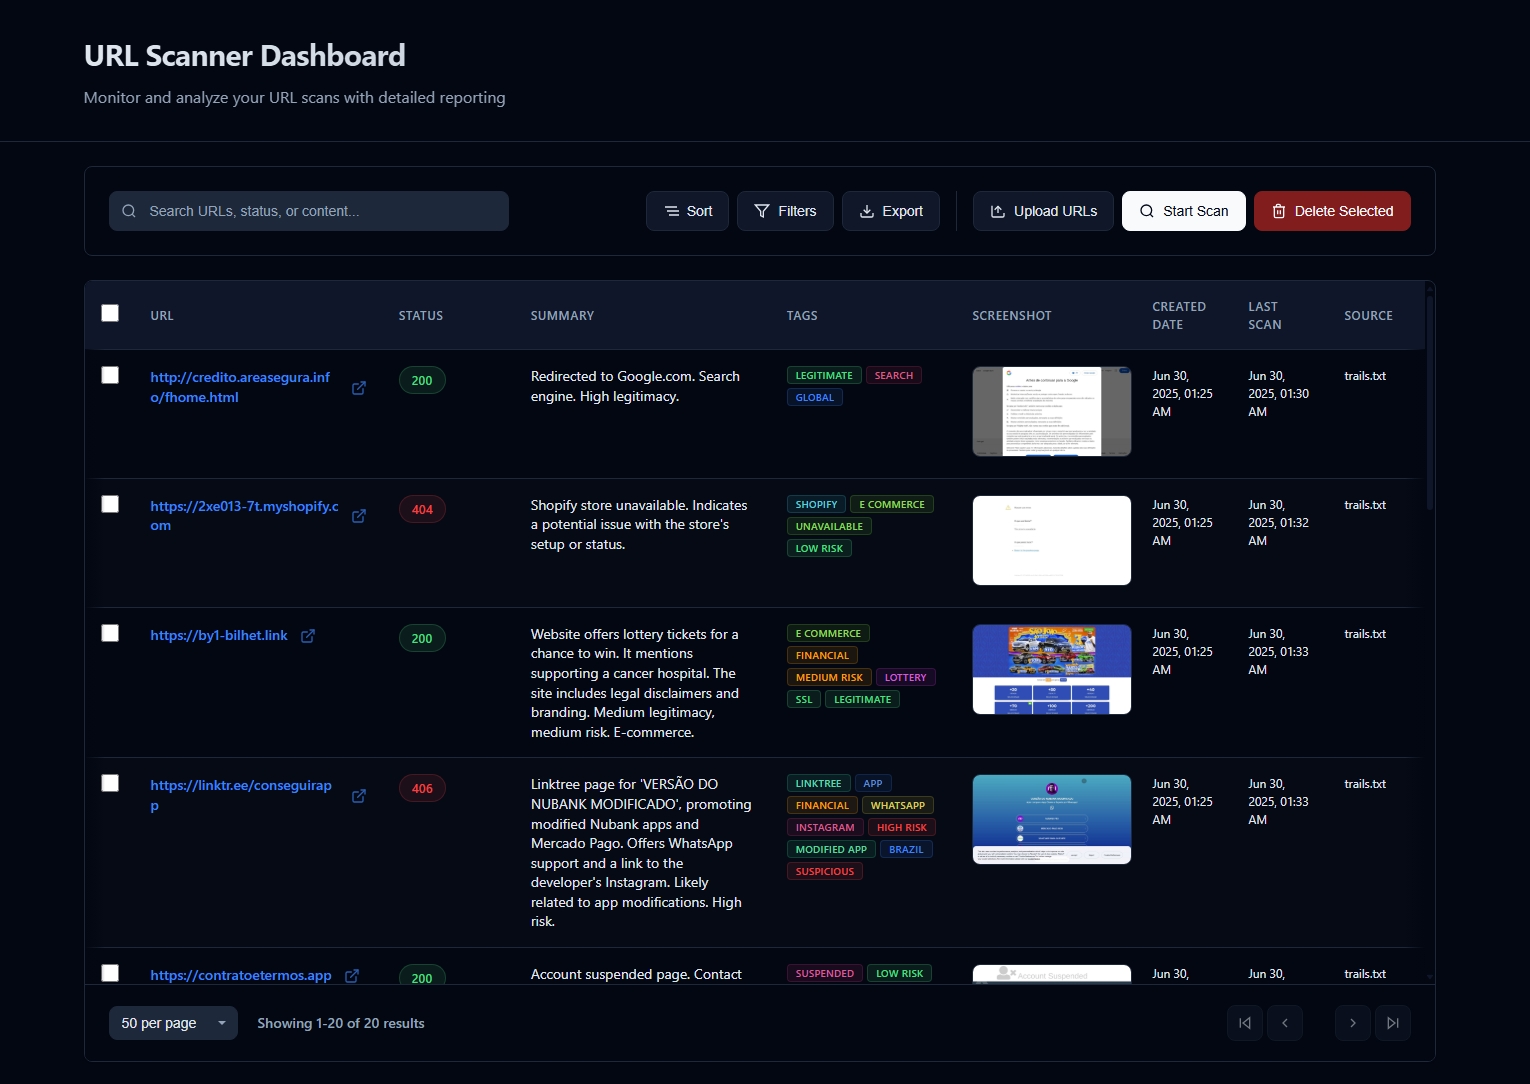 URL Scanner Dashboard
Monitor and analyze your URL scans with detailed reporting
Search URLs, status, or content...
Sort
Filters
Export
Upload URLs
Start Scan
Delete Selected
URL
STATUS
SUMMARY
TAGS
SCREENSHOT
CREATED
DATE
LAST
SCAN
SOURCE
http://credito.areasegura.inf
o/fhome.html
200
Redirected to Google.com. Search
engine. High legitimacy.
LEGITIMATE SEARCH
GLOBAL
Antes de continuar para o Google
Jun 30,
2025, 01:25
AM
Jun 30,
2025, 01:30
AM
trails.txt
https://2xe013-7t.myshopify.c
om
404
Shopify store unavailable. Indicates
a potential issue with the store's
setup or status.
SHOPIFY E COMMERCE
UNAVAILABLE
LOW RISK
Jun 30,
2025, 01:25
AM
Jun 30,
2025, 01:32
AM
trails.txt
https://by1-bilhet.link
200
Website offers lottery tickets for a
chance to win. It mentions
supporting a cancer hospital. The
site includes legal disclaimers and
branding. Medium legitimacy,
medium risk. E-commerce.
E COMMERCE
FINANCIAL
MEDIUM RISK LOTTERY
SSL LEGITIMATE
Jun 30,
2025, 01:25
AM
Jun 30,
2025, 01:33
AM
trails.txt
https://linktr.ee/conseguirap
p
406
Linktree page for 'VERSÃO DO
NUBANK MODIFICADO', promoting
modified Nubank apps and
Mercado Pago. Offers WhatsApp
support and a link to the
developer's Instagram. Likely
related to app modifications. High
risk.
LINKTREE APP
FINANCIAL WHATSAPP
INSTAGRAM HIGH RISK
MODIFIED APP BRAZIL
SUSPICIOUS
Jun 30,
2025, 01:25
AM
Jun 30,
2025, 01:33
AM
trails.txt
https://contratoetermos.app
200
Account suspended page. Contact
SUSPENDED LOW RISK
Account Suspended
Jun 30,
Jun 30,
trails.txt
50 per page
Showing 1-20 of 20 results